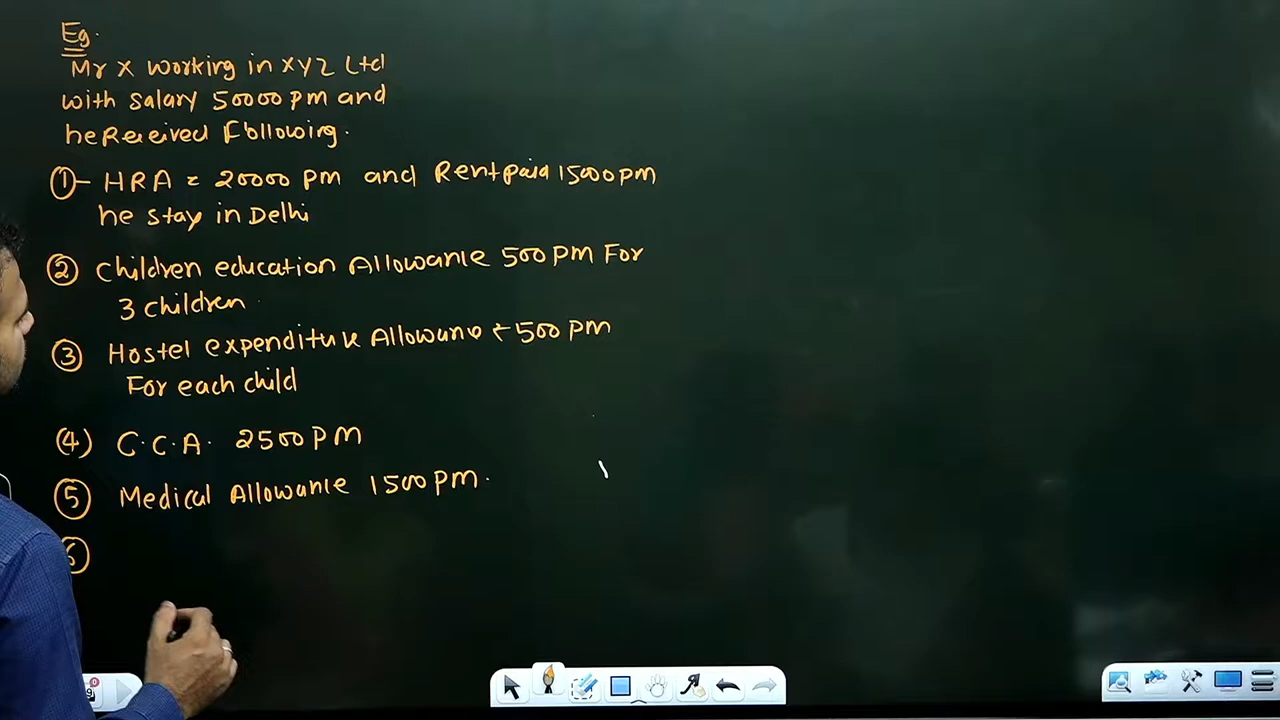 Eg.
Mr X working in XYZ Ltd
with salary 50000 pm and
he Received Following.
① - HRA = 20000 pm and Rent paid 15000 pm
he stay in Delhi
② Children education Allowance 500 pm For
3 children
③ Hostel expenditure Allowance ₹ 500 pm
For each child
(4) C.C.A. 2500 PM
⑤ Medical Allowance 1500 pm.
⑥